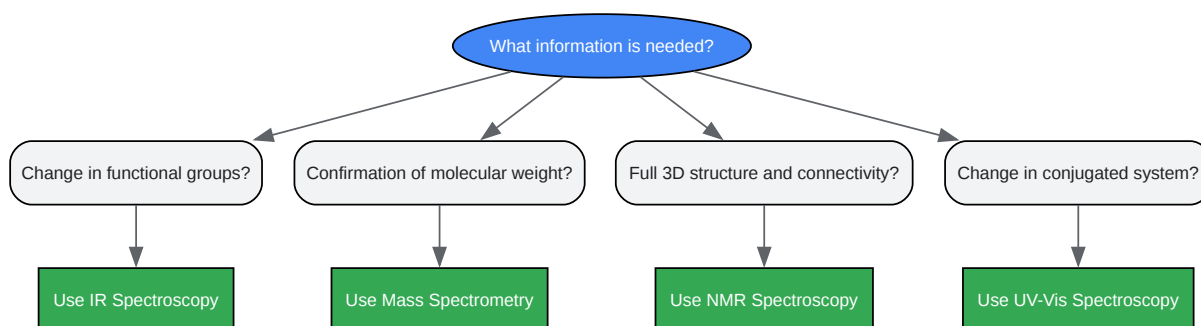 What information is needed?
Change in functional groups?
Confirmation of molecular weight?
Full 3D structure and connectivity?
Change in conjugated system?
Use IR Spectroscopy
Use Mass Spectrometry
Use NMR Spectroscopy
Use UV-Vis Spectroscopy